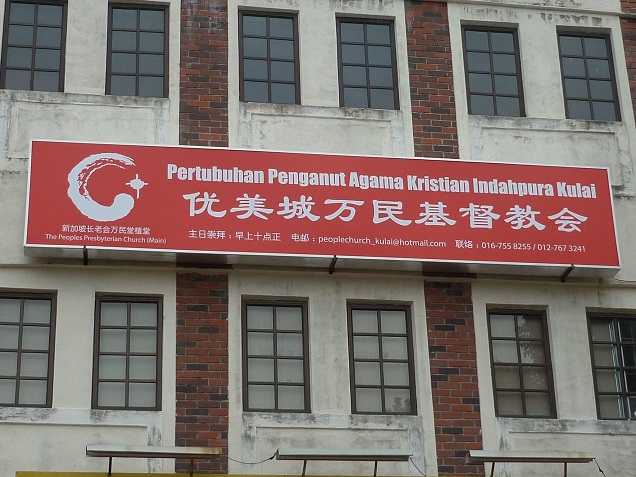 Pertubuhan Penganut Agama Kristian Indahpura Kulai
优美城万民基督教会
新加坡长老会万民堂植堂
The Peoples Presbyterian Church (Main)
主日崇拜：早上十点正 电邮：peoplechurch_kulai@hotmail.com 联络：016-755 8255 / 012-767 3241